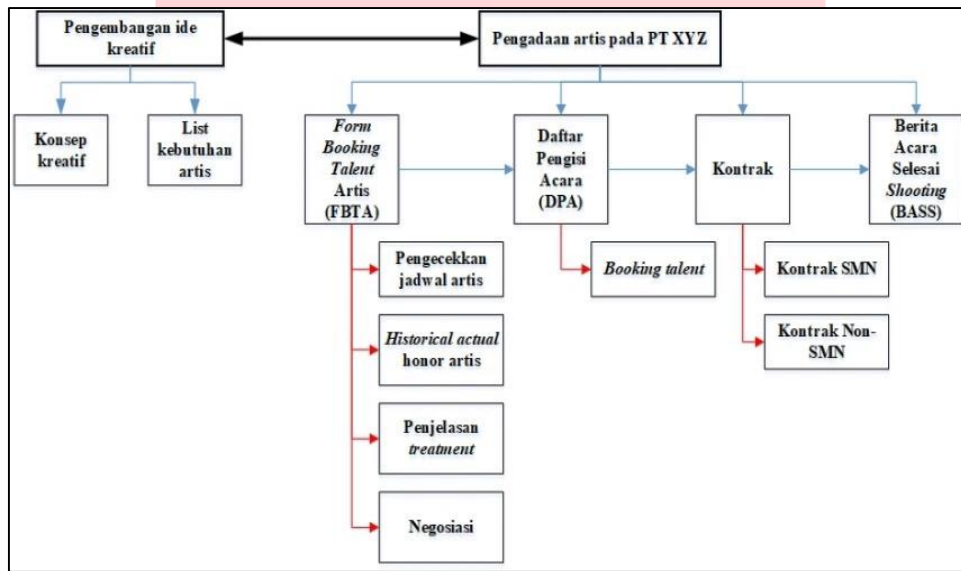 Pengembangan ide
kreatif
Pengadaan artis pada PT XYZ
Konsep
kreatif
List
kebutuhan
artis
Form
Booking
Talent
Artis
(FBTA)
Daftar
Pengisi
Acara
(DPA)
Kontrak
Berita
Acara
Selesai
Shooting
(BASS)
Pengecekkan
jadwal artis
Historical actual
honor artis
Penjelasan
treatment
Negosiasi
Booking talent
Kontrak SMN
Kontrak Non-
SMN